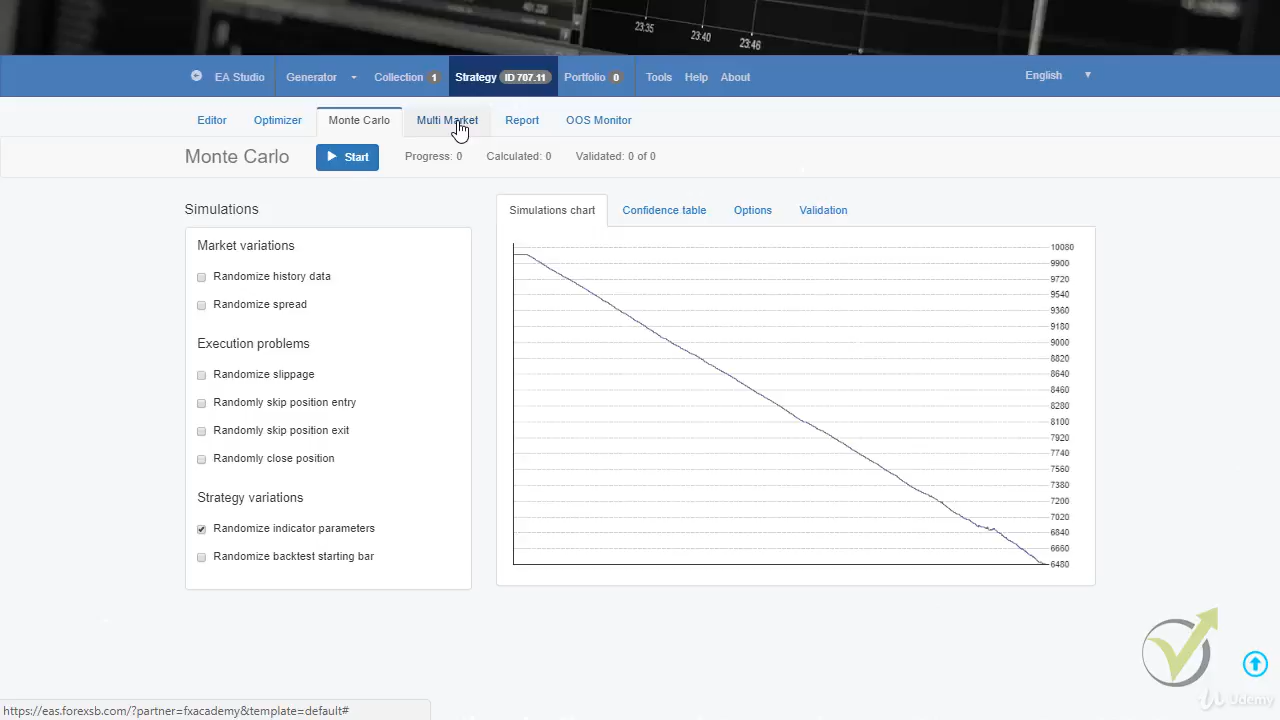 23:35
23:40
23:46
EA Studio
Generator
Collection 1
Strategy ID 707.11
Portfolio 0
Tools
Help
About
English
Editor
Optimizer
Monte Carlo
Multi Market
Report
OOS Monitor
Monte Carlo
Start
Progress: 0
Calculated: 0
Validated: 0 of 0
Simulations
Market variations
Randomize history data
Randomize spread
Execution problems
Randomize slippage
Randomly skip position entry
Randomly skip position exit
Randomly close position
Strategy variations
Randomize indicator parameters
Randomize backtest starting bar
Simulations chart
Confidence table
Options
Validation
10080
9900
9720
9540
9360
9180
9000
8820
8640
8460
8280
8100
7920
7740
7560
7380
7200
7020
6840
6660
6480
https://eas.forexsb.com/?partner=fxacademy&template=default#
Udemy